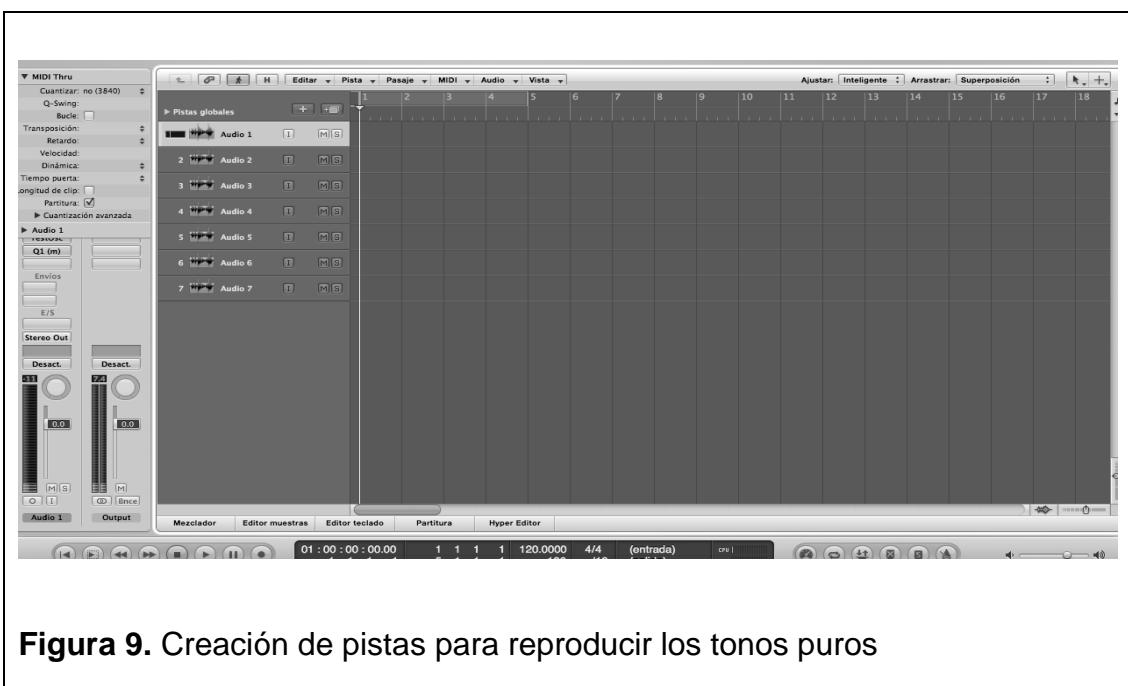 MIDI Thru
Cuantizar: no (3840)
Q-Swing:
Bucle:
Transposición:
Retardo:
Velocidad:
Dinámica:
Tiempo puerta:
ongitud de clip:
Partitura:
Cuantización avanzada
Audio 1
Q1 (m)
Envíos
E/S
Stereo Out
Desact. Desact.
-11 7.4
0.0 0.0
M S M
I Bnce
Audio 1 Output
H Editar Pista Pasaje MIDI Audio Vista Ajustar: Inteligente Arrastrar: Superposición
Pistas globales
1 2 3 4 5 6 7 8 9 10 11 12 13 14 15 16 17 18
Audio 1 I M S
2 Audio 2 I M S
3 Audio 3 I M S
4 Audio 4 I M S
5 Audio 5 I M S
6 Audio 6 I M S
7 Audio 7 I M S
Mezclador Editor muestras Editor teclado Partitura Hyper Editor
01 : 00 : 00 : 00.00 1 1 1 1 120.0000 4/4 (entrada) CPU
Figura 9. Creación de pistas para reproducir los tonos puros